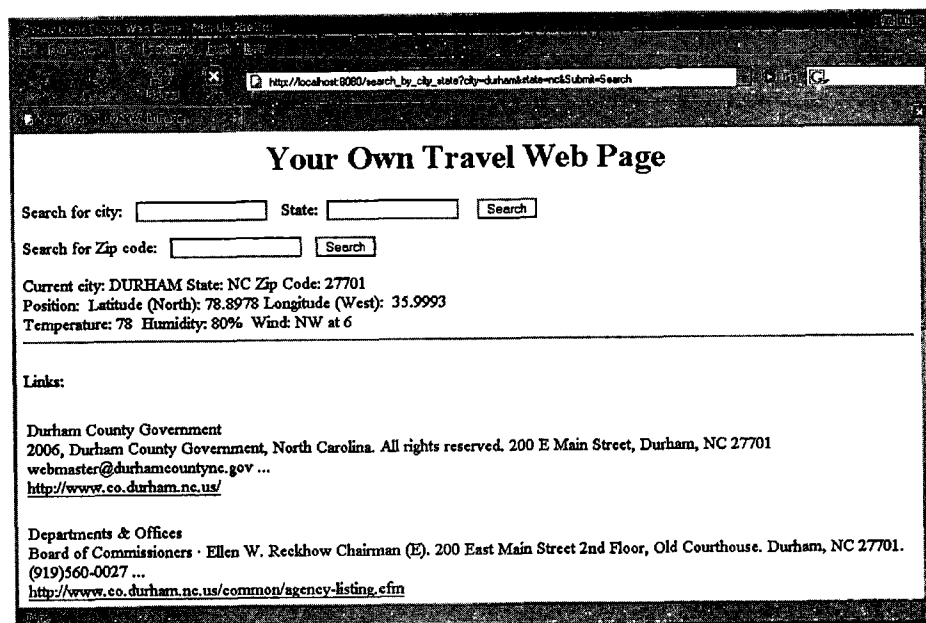 http://localhost:8080/search_by_city_state?city=durham&state=nc&Submit=Search
G
Your Own Travel Web Page
Search for city: State: Search
Search for Zip code: Search
Current city: DURHAM State: NC Zip Code: 27701
Position: Latitude (North): 78.8978 Longitude (West): 35.9993
Temperature: 78 Humidity: 80% Wind: NW at 6
Links:
Durham County Government
2006, Durham County Government, North Carolina. All rights reserved. 200 E Main Street, Durham, NC 27701
webmaster@durhamcountync.gov ...
http://www.co.durham.nc.us/
Departments & Offices
Board of Commissioners · Ellen W. Reckhow Chairman (E). 200 East Main Street 2nd Floor, Old Courthouse. Durham, NC 27701.
(919)560-0027 ...
http://www.co.durham.nc.us/common/agency-listing.cfm